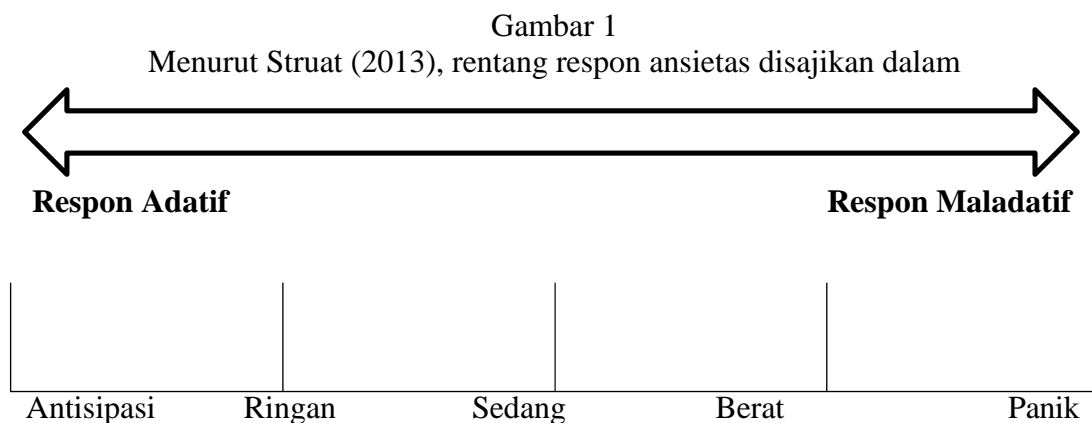 Gambar 1
Menurut Struat (2013), rentang respon ansietas disajikan dalam
Respon Adatif Respon Maladatif
Antisipasi Ringan Sedang Berat Panik